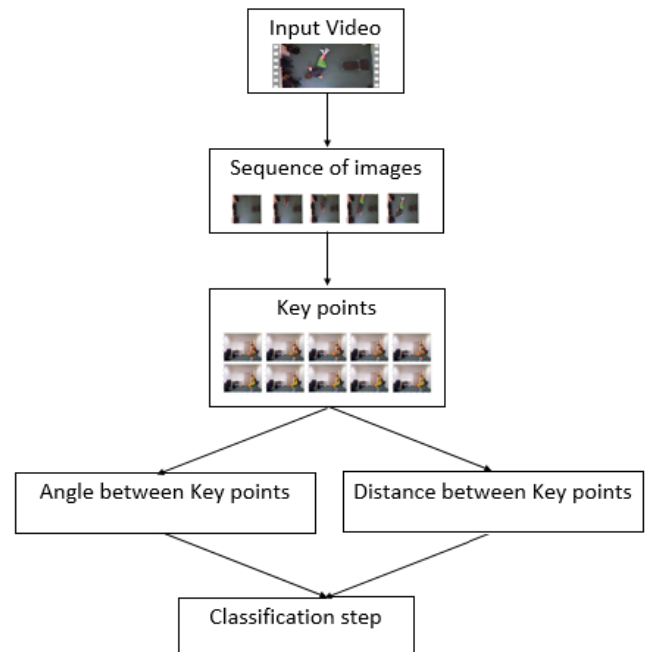 Input Video
Sequence of images
Key points
Angle between Key points
Distance between Key points
Classification step